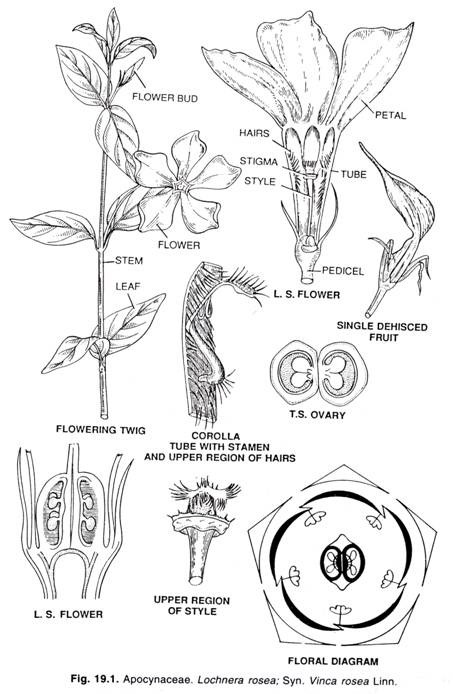 FLOWER BUD
FLOWER
STEM
LEAF
FLOWERING TWIG
PETAL
HAIRS
STIGMA
STYLE
TUBE
PEDICEL
L. S. FLOWER
SINGLE DEHISCED
FRUIT
COROLLA
TUBE WITH STAMEN
AND UPPER REGION OF HAIRS
T.S. OVARY
L. S. FLOWER
UPPER REGION
OF STYLE
FLORAL DIAGRAM
Fig. 19.1. Apocynaceae. Lochnera rosea; Syn. Vinca rosea Linn.